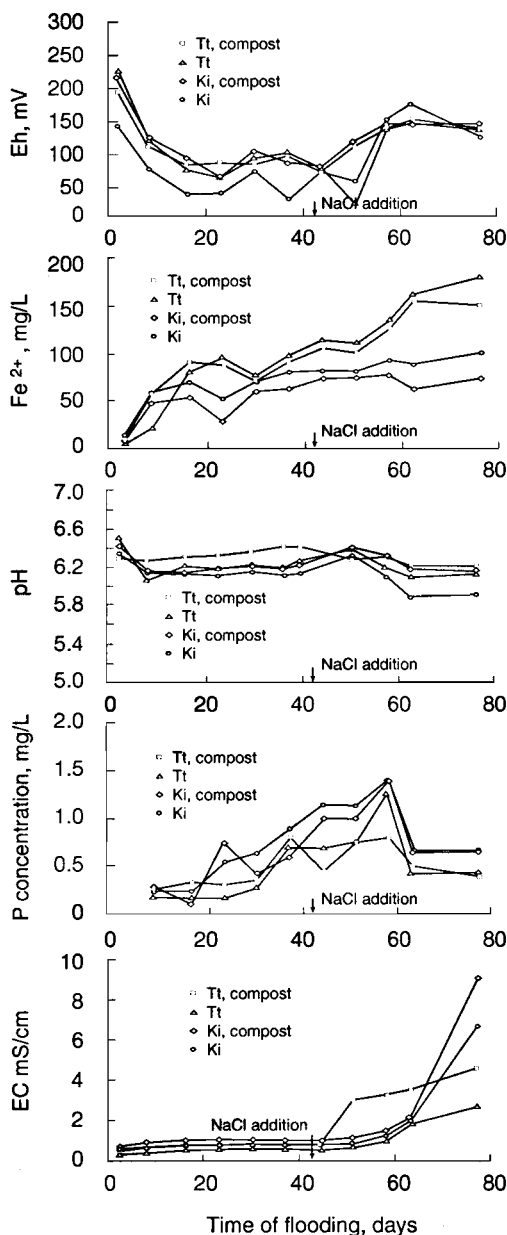 300
250
200
150
100
50
0
Eh, mV
Tt, compost
Tt
Ki, compost
Ki
NaCl addition
0 20 40 60 80
200
150
100
50
0
Fe 2+, mg/L
Tt, compost
Tt
Ki, compost
Ki
NaCl addition
0 20 40 60 80
7.0
6.6
6.2
5.8
5.4
5.0
pH
Tt, compost
Tt
Ki, compost
Ki
NaCl addition
0 20 40 60 80
2.0
1.5
1.0
0.5
0
P concentration, mg/L
Tt, compost
Tt
Ki, compost
Ki
NaCl addition
0 20 40 60 80
10
8
6
4
2
0
EC mS/cm
Tt, compost
Tt
Ki, compost
Ki
NaCl addition
0 20 40 60 80
Time of flooding, days